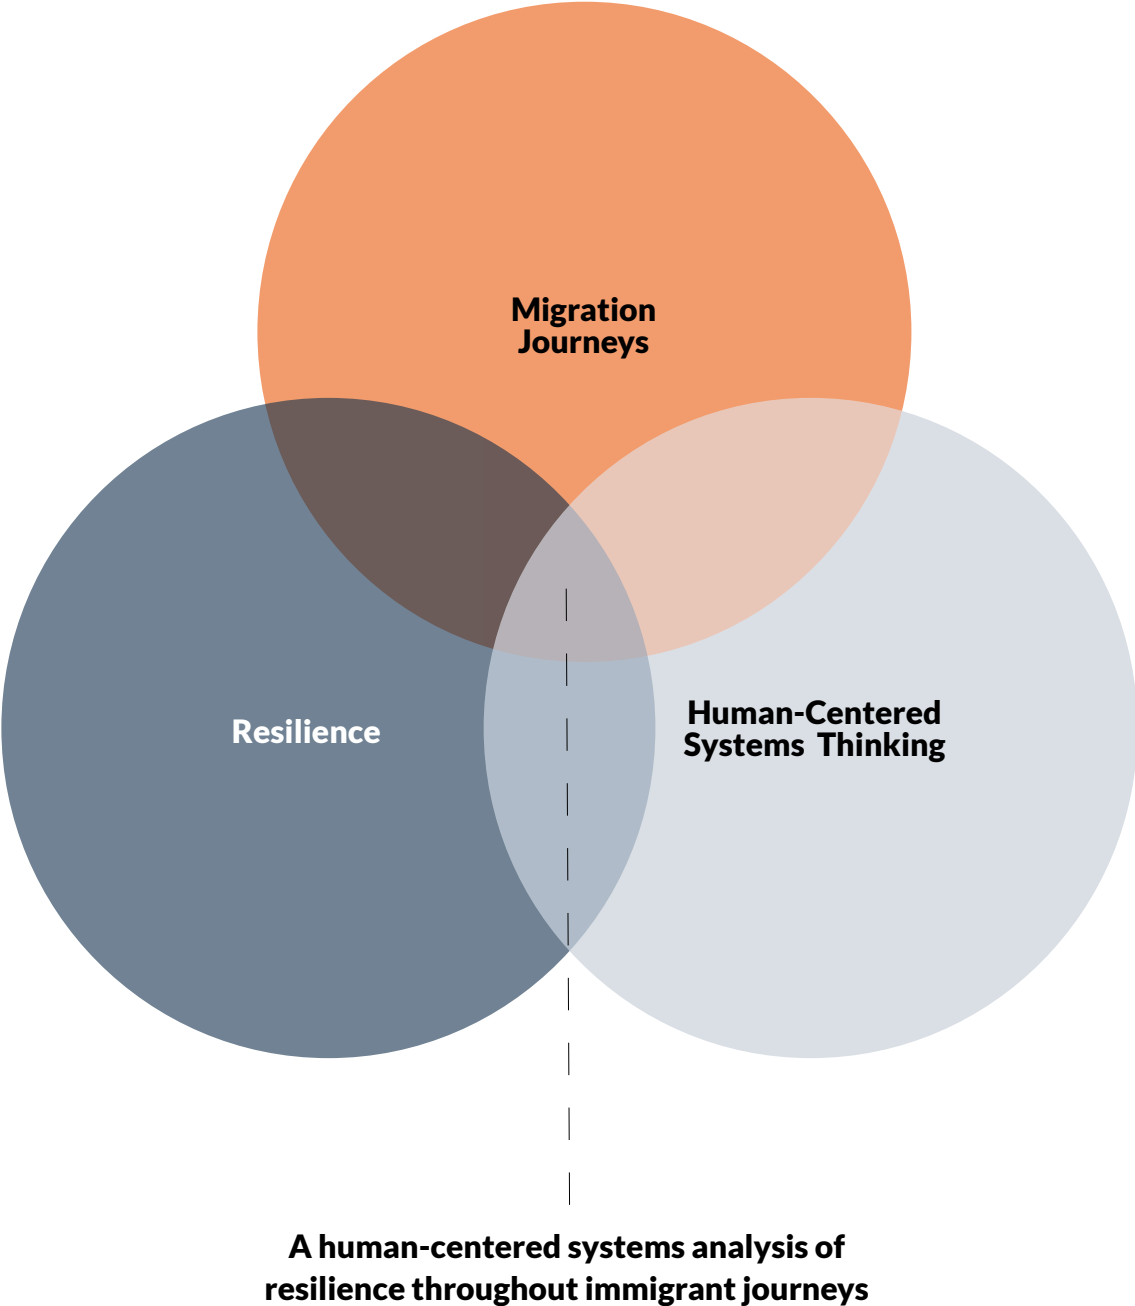 Migration
Journeys
Resilience
Human-Centered
Systems Thinking
A human-centered systems analysis of
resilience throughout immigrant journeys